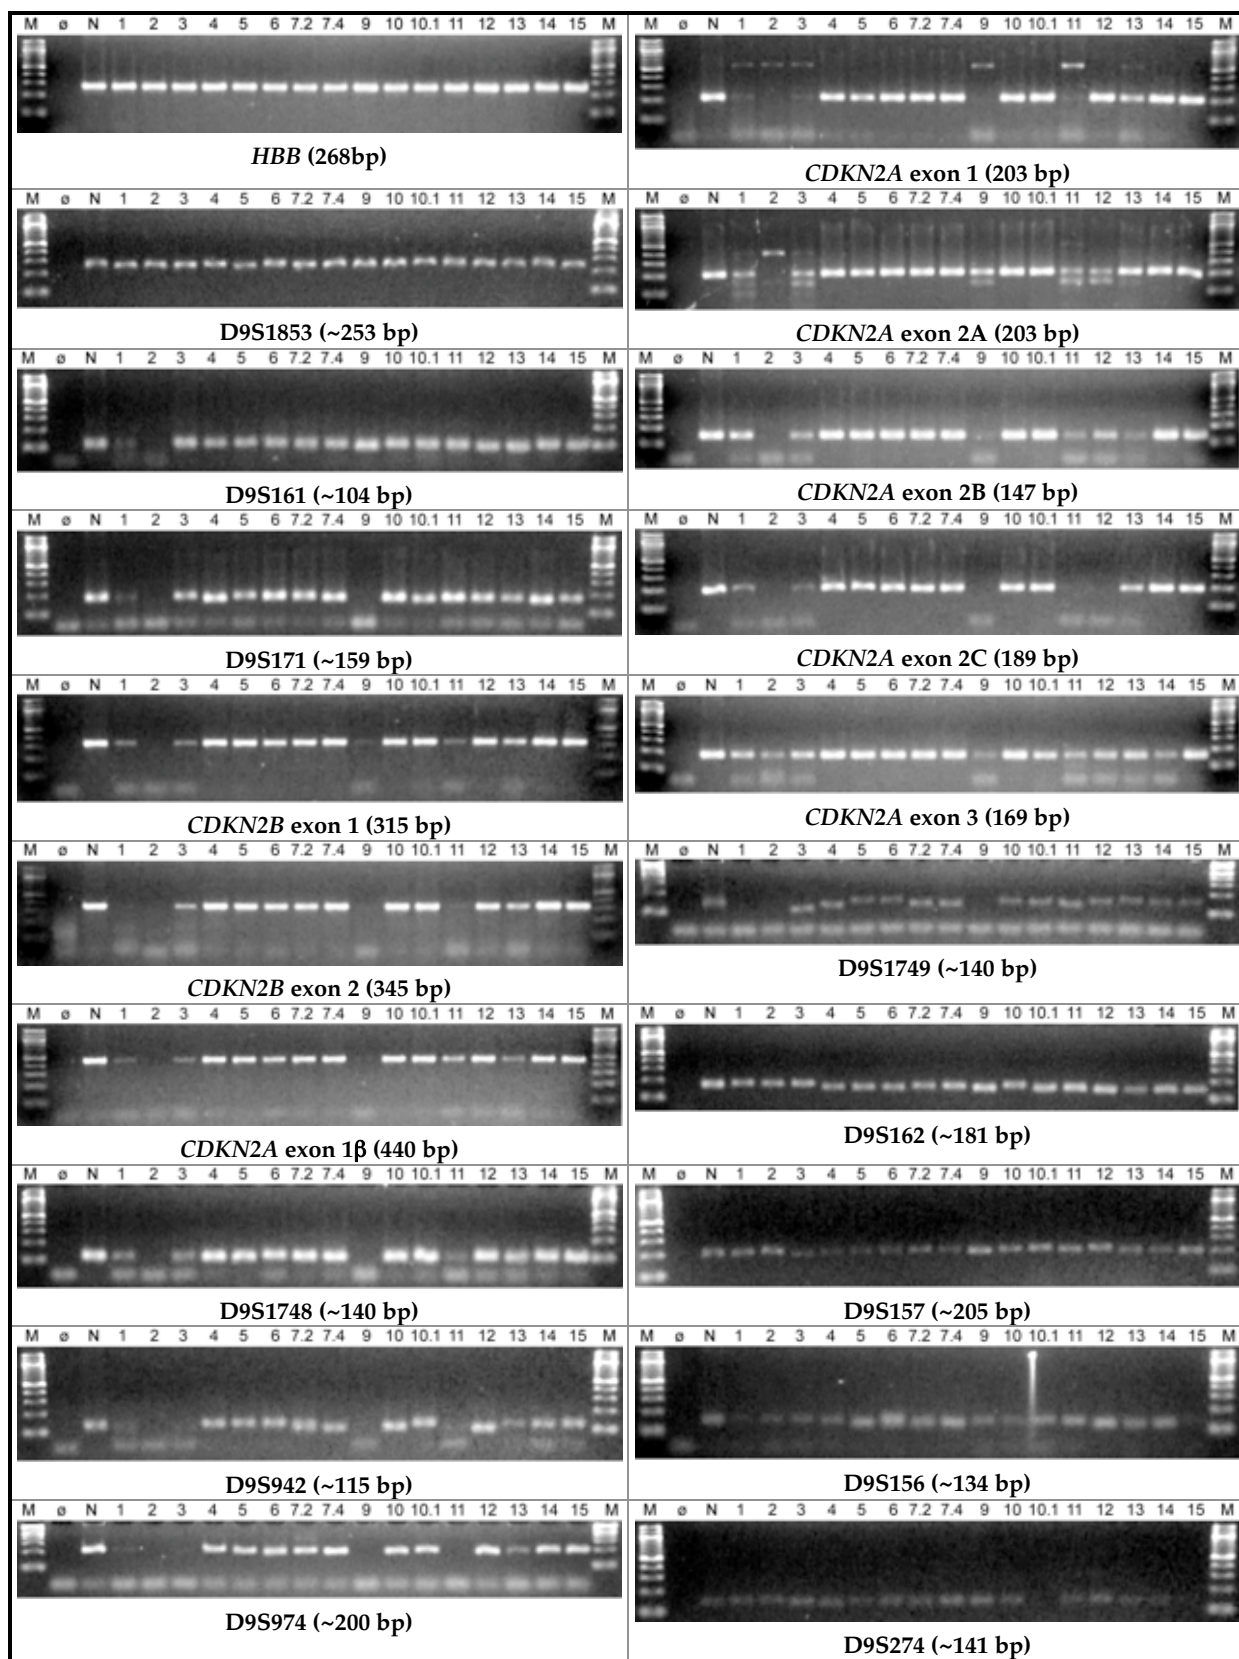 M ø N 1 2 3 4 5 6 7.2 7.4 9 10 10.1 11 12 13 14 15 M
HBB (268bp)
M ø N 1 2 3 4 5 6 7.2 7.4 9 10 10.1 11 12 13 14 15 M
D9S1853 (~253 bp)
M ø N 1 2 3 4 5 6 7.2 7.4 9 10 10.1 11 12 13 14 15 M
D9S161 (~104 bp)
M ø N 1 2 3 4 5 6 7.2 7.4 9 10 10.1 11 12 13 14 15 M
D9S171 (~159 bp)
M ø N 1 2 3 4 5 6 7.2 7.4 9 10 10.1 11 12 13 14 15 M
CDKN2B exon 1 (315 bp)
M ø N 1 2 3 4 5 6 7.2 7.4 9 10 10.1 11 12 13 14 15 M
CDKN2B exon 2 (345 bp)
M ø N 1 2 3 4 5 6 7.2 7.4 9 10 10.1 11 12 13 14 15 M
CDKN2A exon 1β (440 bp)
M ø N 1 2 3 4 5 6 7.2 7.4 9 10 10.1 11 12 13 14 15 M
D9S1748 (~140 bp)
M ø N 1 2 3 4 5 6 7.2 7.4 9 10 10.1 11 12 13 14 15 M
D9S942 (~115 bp)
M ø N 1 2 3 4 5 6 7.2 7.4 9 10 10.1 11 12 13 14 15 M
D9S974 (~200 bp)
M ø N 1 2 3 4 5 6 7.2 7.4 9 10 10.1 11 12 13 14 15 M
CDKN2A exon 1 (203 bp)
M ø N 1 2 3 4 5 6 7.2 7.4 9 10 10.1 11 12 13 14 15 M
CDKN2A exon 2A (203 bp)
M ø N 1 2 3 4 5 6 7.2 7.4 9 10 10.1 11 12 13 14 15 M
CDKN2A exon 2B (147 bp)
M ø N 1 2 3 4 5 6 7.2 7.4 9 10 10.1 11 12 13 14 15 M
CDKN2A exon 2C (189 bp)
M ø N 1 2 3 4 5 6 7.2 7.4 9 10 10.1 11 12 13 14 15 M
CDKN2A exon 3 (169 bp)
M ø N 1 2 3 4 5 6 7.2 7.4 9 10 10.1 11 12 13 14 15 M
D9S1749 (~140 bp)
M ø N 1 2 3 4 5 6 7.2 7.4 9 10 10.1 11 12 13 14 15 M
D9S162 (~181 bp)
M ø N 1 2 3 4 5 6 7.2 7.4 9 10 10.1 11 12 13 14 15 M
D9S157 (~205 bp)
M ø N 1 2 3 4 5 6 7.2 7.4 9 10 10.1 11 12 13 14 15 M
D9S156 (~134 bp)
M ø N 1 2 3 4 5 6 7.2 7.4 9 10 10.1 11 12 13 14 15 M
D9S274 (~141 bp)